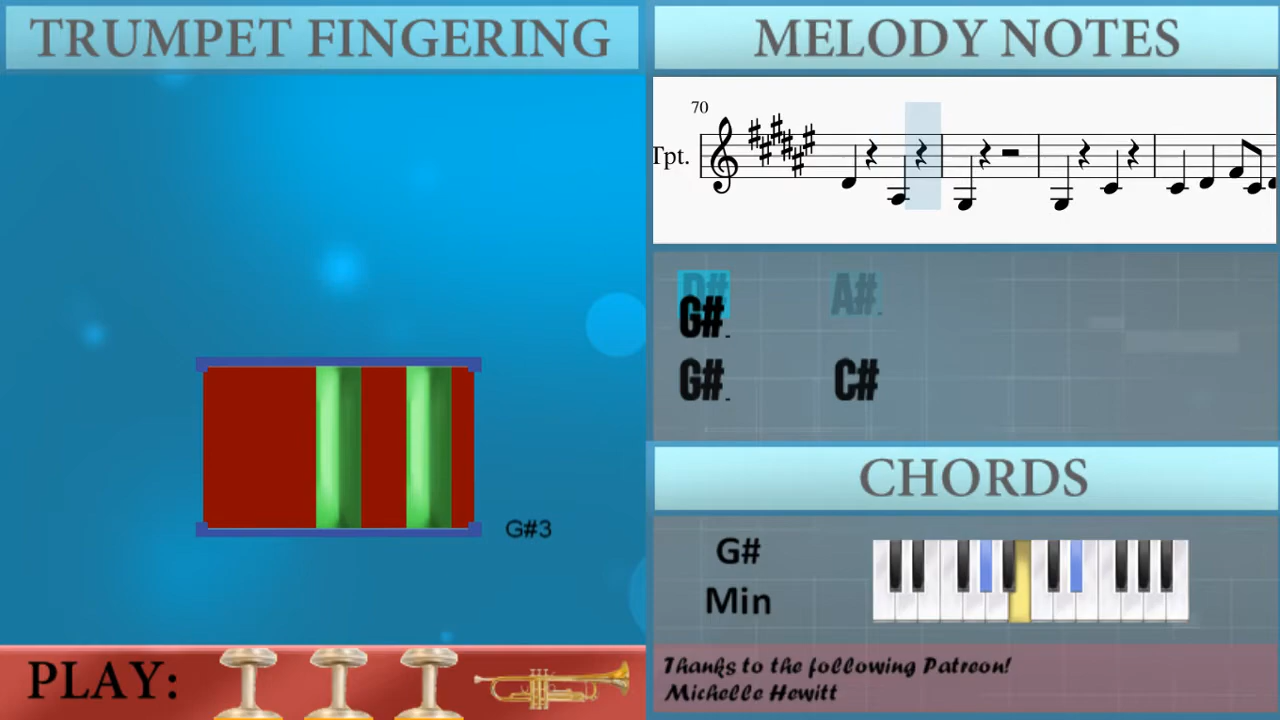 TRUMPET FINGERING
MELODY NOTES
70
Tpt.
D# A#
G#
G# C#
G#3
CHORDS
G#
Min
PLAY:
Thanks to the following Patreon!
Michelle Hewitt